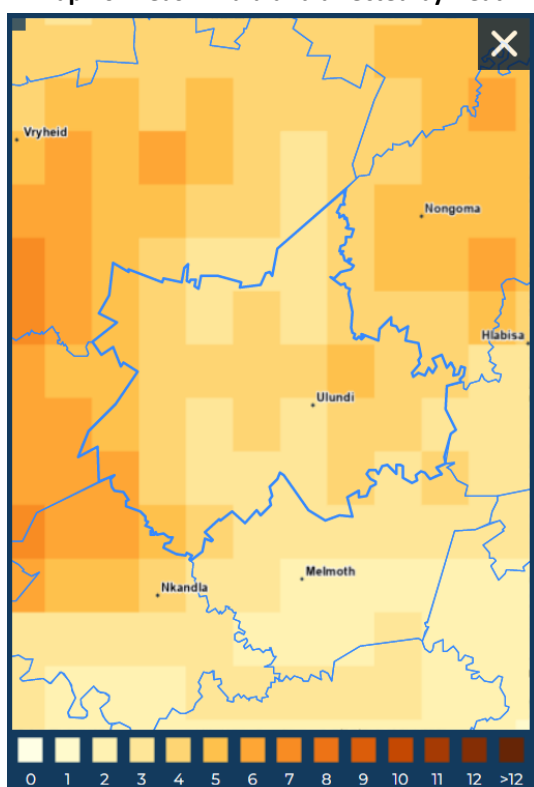 Vryheid
Nongoma
Hlabisa
Ulundi
Melmoth
Nkandla
0 1 2 3 4 5 6 7 8 9 10 11 12 >12